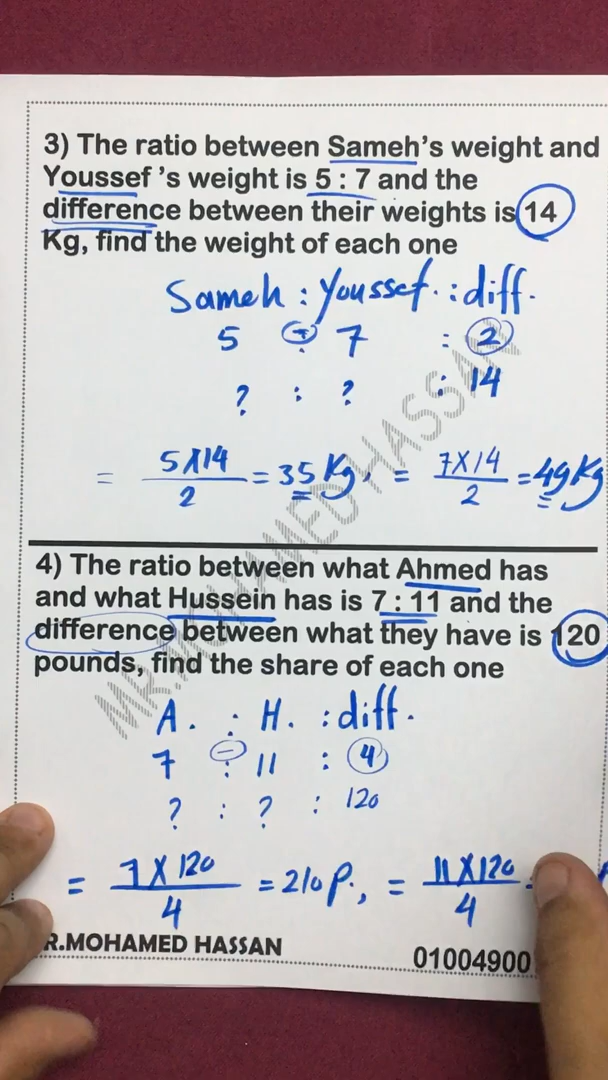 3) The ratio between Sameh's weight and
Youssef 's weight is 5 : 7 and the
difference between their weights is 14
Kg, find the weight of each one
Sameh : Youssef. : diff.
5 : 7 : 2
? : ? : 14
= 5X14/2 = 35 Kg, = 7X14/2 = 49 Kg
4) The ratio between what Ahmed has
and what Hussein has is 7 : 11 and the
difference between what they have is 120
pounds, find the share of each one
A. : H. : diff.
7 : 11 : 4
? : ? : 120
= 7X120/4 = 210 P., = 11X120/4
R.MOHAMED HASSAN 01004900
MR.MOHAMED HASSAN